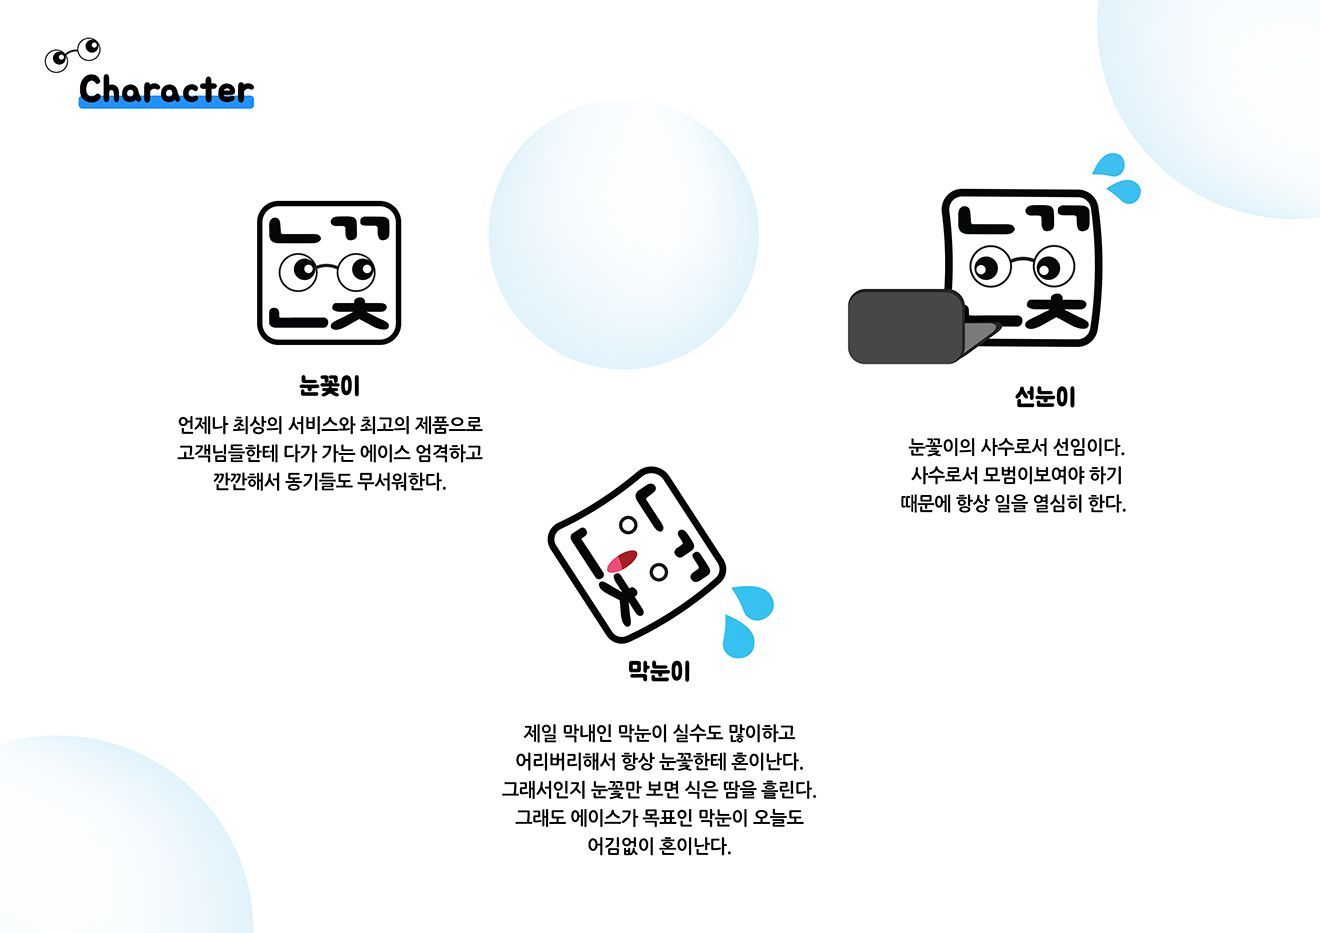 Character
ㄴㄲ
ㄴㅊ
눈꽃이
언제나 최상의 서비스와 최고의 제품으로
고객님들한테 다가 가는 에이스 엄격하고
깐깐해서 동기들도 무서워한다.
ㄴㄲ
ㄴㅊ
선눈이
눈꽃이의 사수로서 선임이다.
사수로서 모범이보여야 하기
때문에 항상 일을 열심히 한다.
ㄴㄲ
ㄴㅊ
막눈이
제일 막내인 막눈이 실수도 많이하고
어리버리해서 항상 눈꽃한테 혼이난다.
그래서인지 눈꽃만 보면 식은 땀을 흘린다.
그래도 에이스가 목표인 막눈이 오늘도
어김없이 혼이난다.